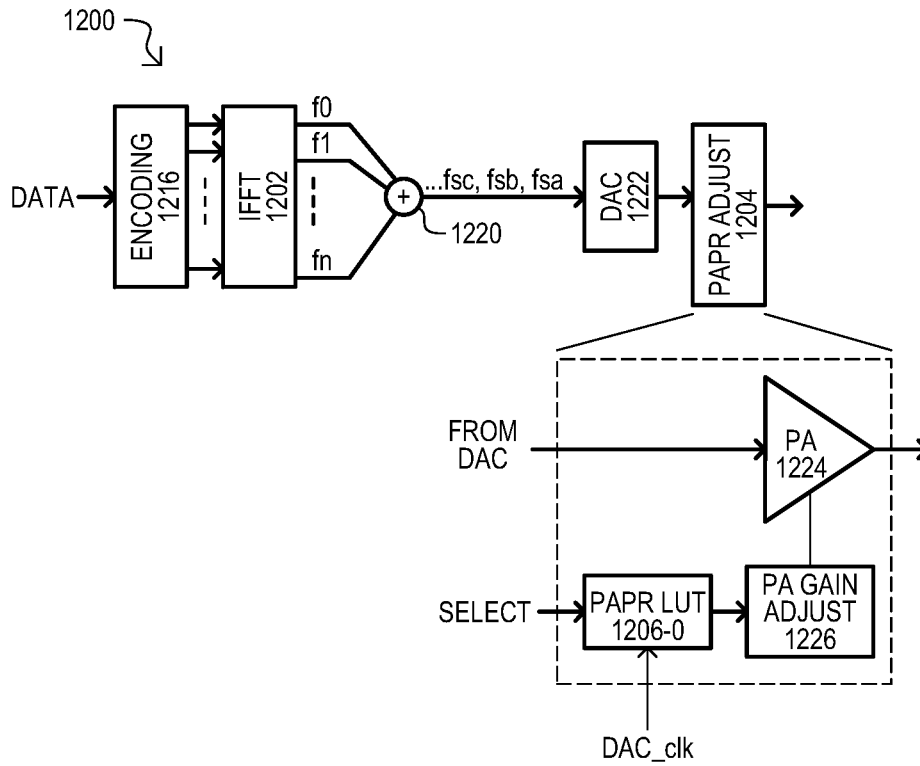 1200
DATA
ENCODING
1216
IFFT
1202
f0
f1
fn
+
1220
...fsc, fsb, fsa
DAC
1222
PAPR ADJUST
1204
FROM
DAC
PA
1224
SELECT
PAPR LUT
1206-0
PA GAIN
ADJUST
1226
DAC_clk